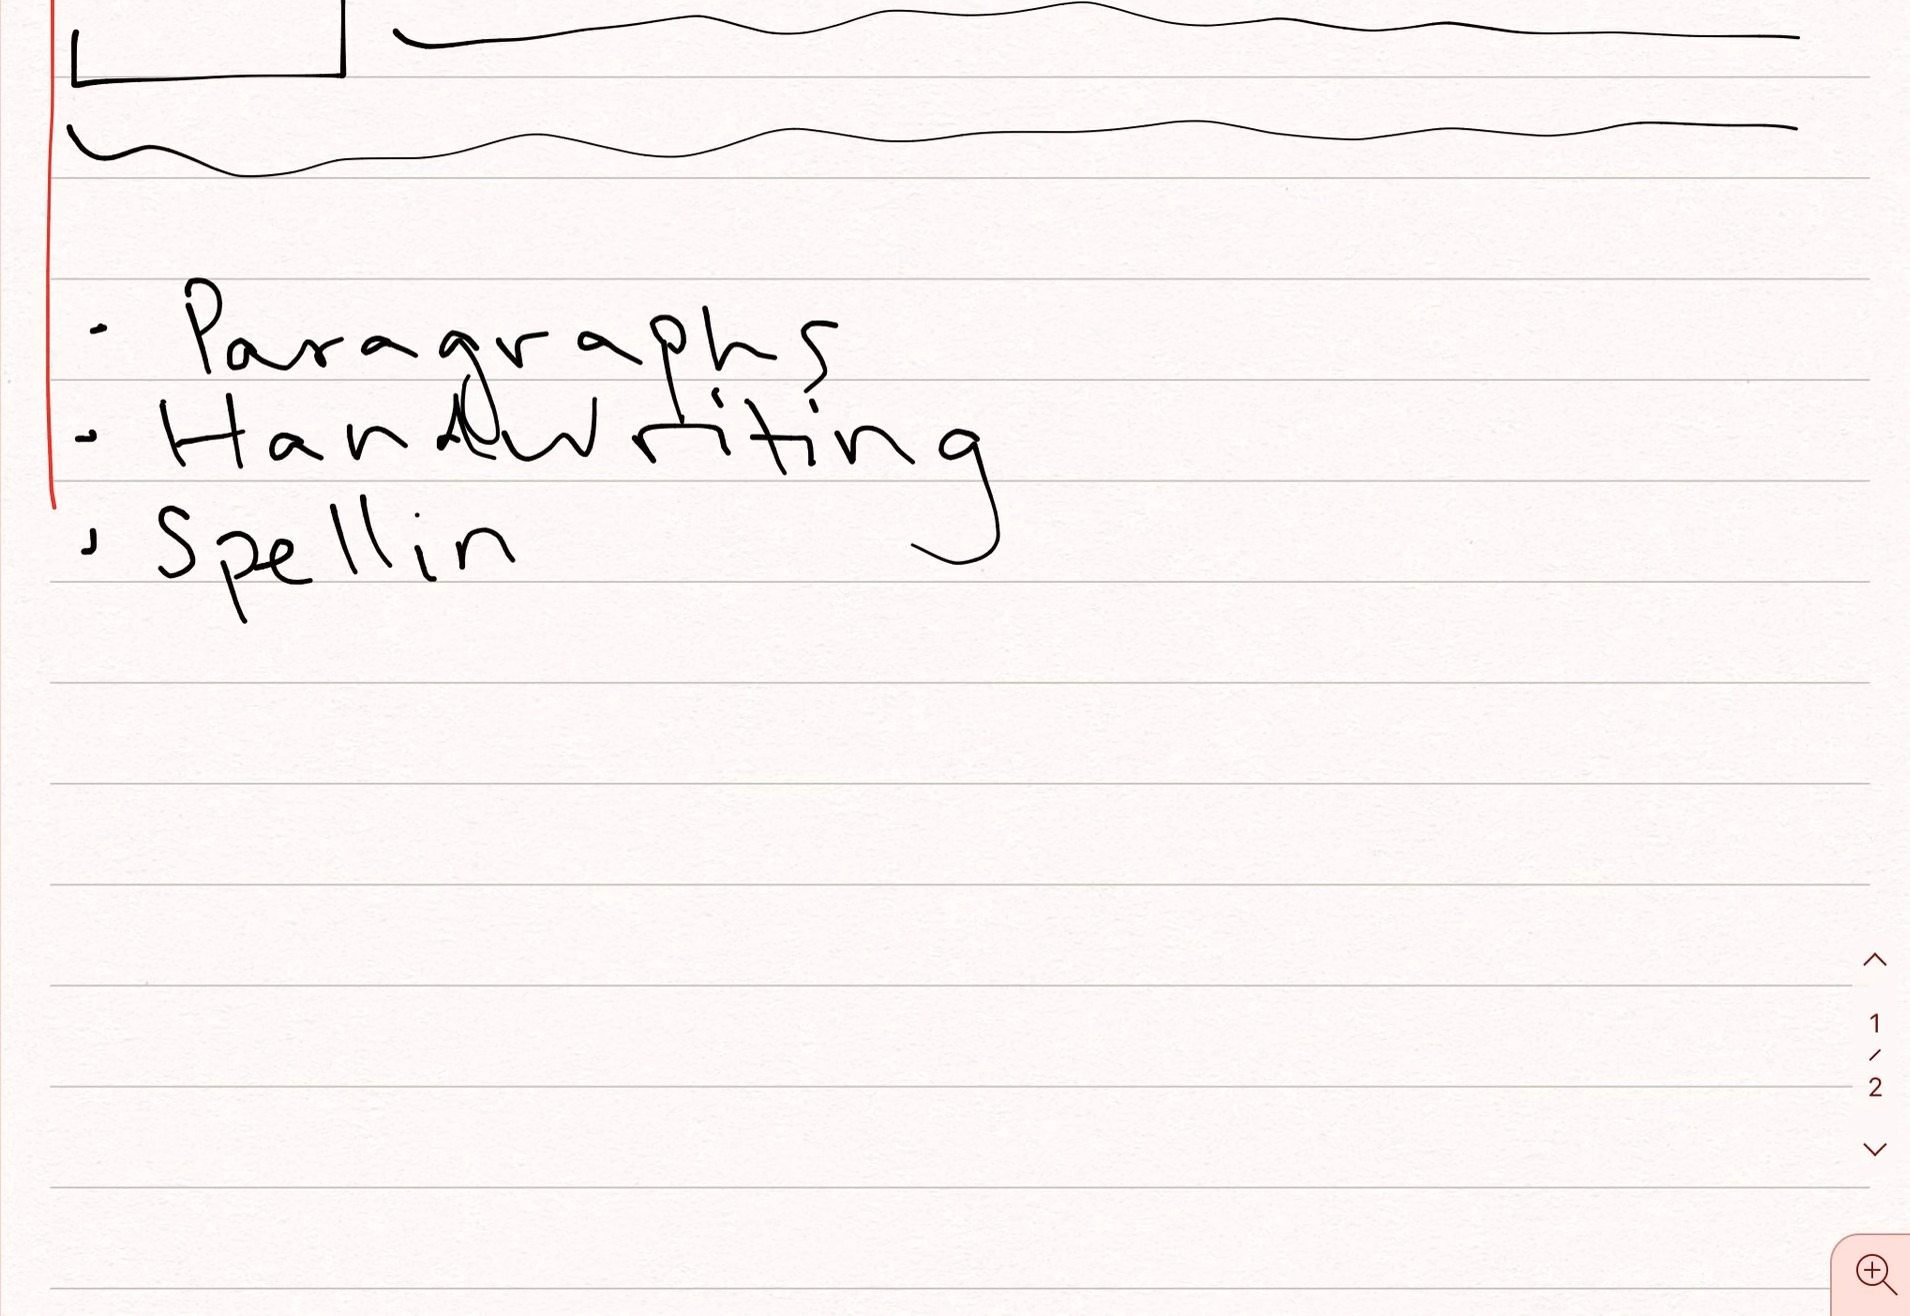 · Paragraphs
· Handwriting
· Spellin
1
/
2